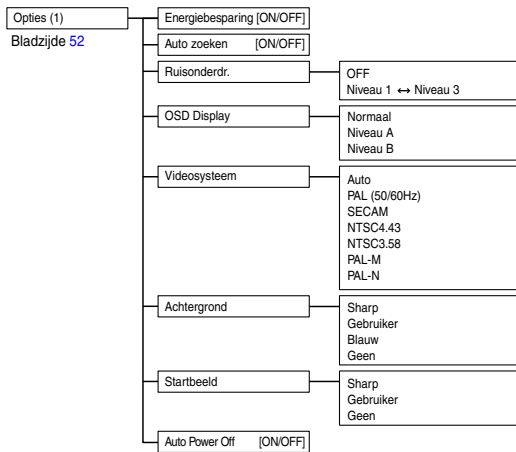 Opties (1)
Bladzijde 52
Energiebesparing [ON/OFF]
Auto zoeken [ON/OFF]
Ruisonderdr.
OFF
Niveau 1 ↔ Niveau 3
OSD Display
Normaal
Niveau A
Niveau B
Videosysteem
Auto
PAL (50/60Hz)
SECAM
NTSC4.43
NTSC3.58
PAL-M
PAL-N
Achtergrond
Sharp
Gebruiker
Blauw
Geen
Startbeeld
Sharp
Gebruiker
Geen
Auto Power Off [ON/OFF]